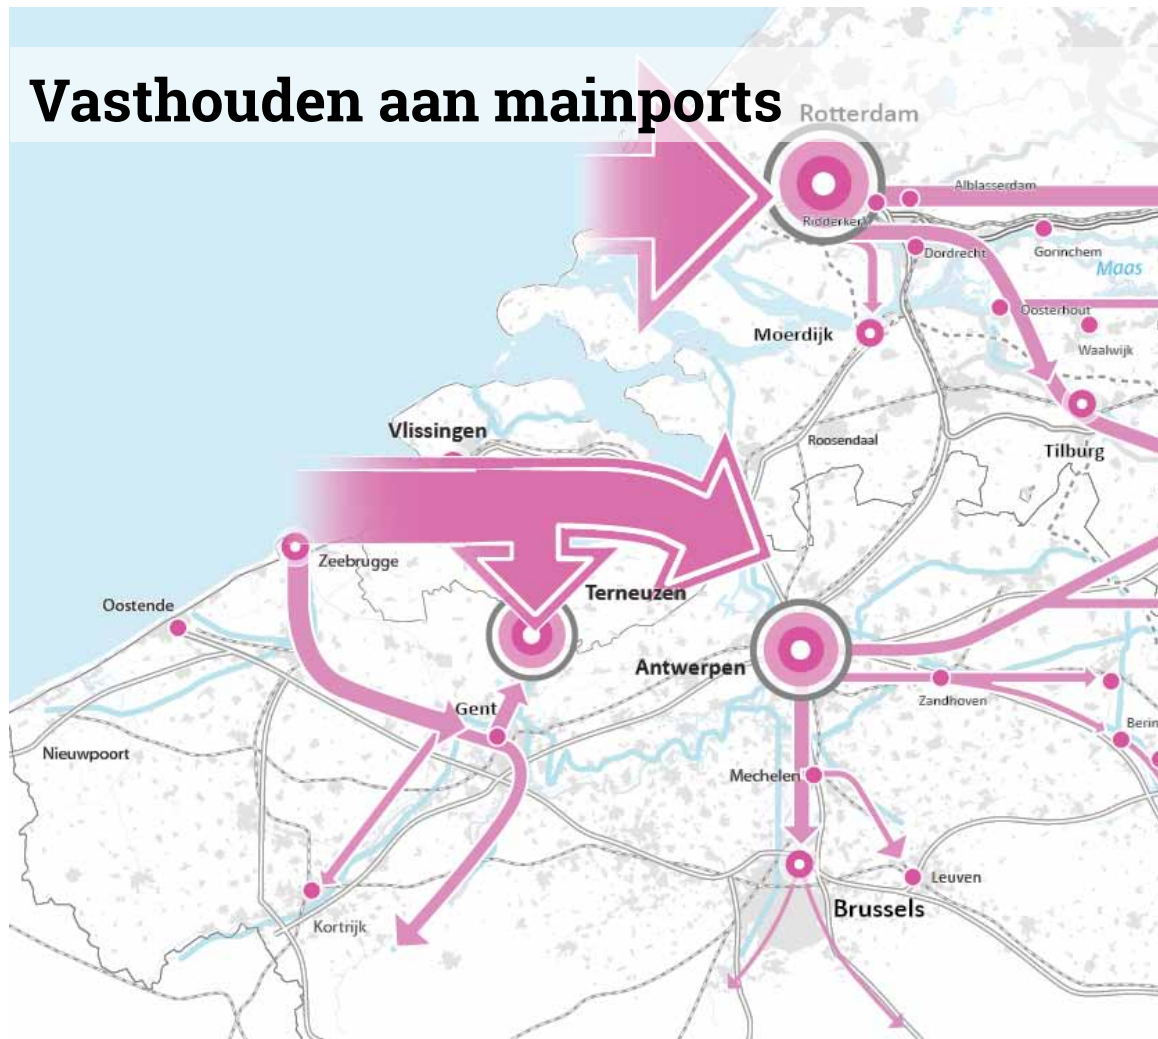 Vasthouden aan mainports
Rotterdam
Alblasserdam
Ridderkerk
Dordrecht
Gorinchem
Maas
Oosterhout
Moerdijk
Waalwijk
Vlissingen
Roosendaal
Tilburg
Zeebrugge
Terneuzen
Oostende
Antwerpen
Zandhoven
Gent
Berin
Nieuwpoort
Mechelen
Leuven
Brussels
Kortrijk